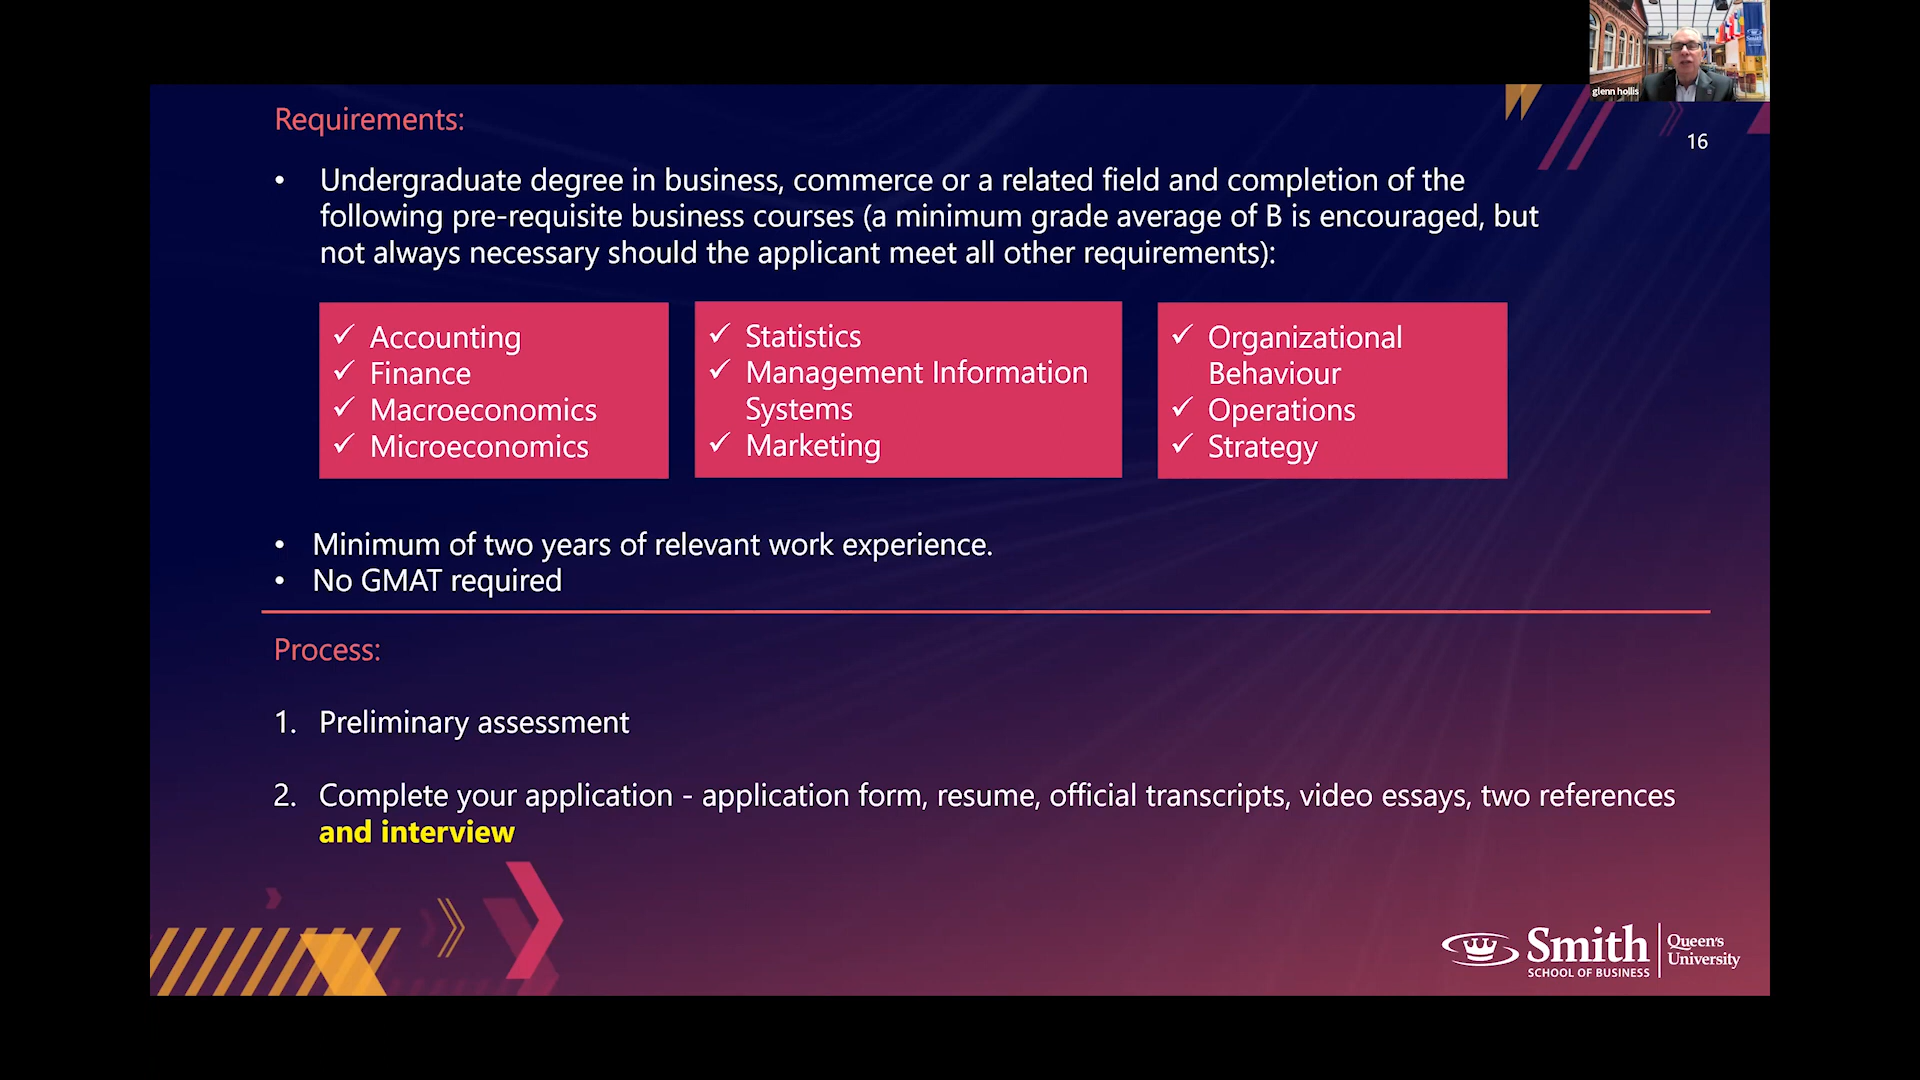 glenn hollis
Smith
16
Requirements:
• Undergraduate degree in business, commerce or a related field and completion of the
following pre-requisite business courses (a minimum grade average of B is encouraged, but
not always necessary should the applicant meet all other requirements):
✓ Accounting
✓ Finance
✓ Macroeconomics
✓ Microeconomics
✓ Statistics
✓ Management Information
Systems
✓ Marketing
✓ Organizational
Behaviour
✓ Operations
✓ Strategy
• Minimum of two years of relevant work experience.
• No GMAT required
Process:
1. Preliminary assessment
2. Complete your application - application form, resume, official transcripts, video essays, two references
and interview
Smith
SCHOOL OF BUSINESS
Queen's
University